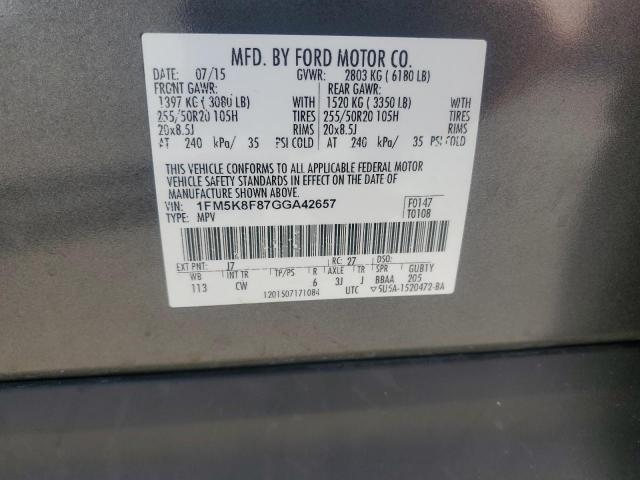 MFD. BY FORD MOTOR CO.
DATE: 07/15 GVWR: 2803 KG ( 6180 LB)
FRONT GAWR: REAR GAWR:
1397 KG ( 3080 LB) WITH 1520 KG ( 3350 LB) WITH
255/50R20 105H TIRES 255/50R20 105H TIRES
20x8.5J RIMS 20x8.5J RIMS
AT 240 kPa/ 35 PSI COLD AT 240 kPa/ 35 PSI COLD
THIS VEHICLE CONFORMS TO ALL APPLICABLE FEDERAL MOTOR
VEHICLE SAFETY STANDARDS IN EFFECT ON THE DATE OF
MANUFACTURE SHOWN ABOVE.
VIN: 1FM5K8F87GGA42657 F0147
TYPE: MPV T0108
EXT PNT: J7 RC: 27 DSO:
WB INT TR TP/PS R AXLE TR SPR GUBTY
113 CW 6 3J J BBAA 205
1201507171084 UTC ▽5U5A-1520472-BA